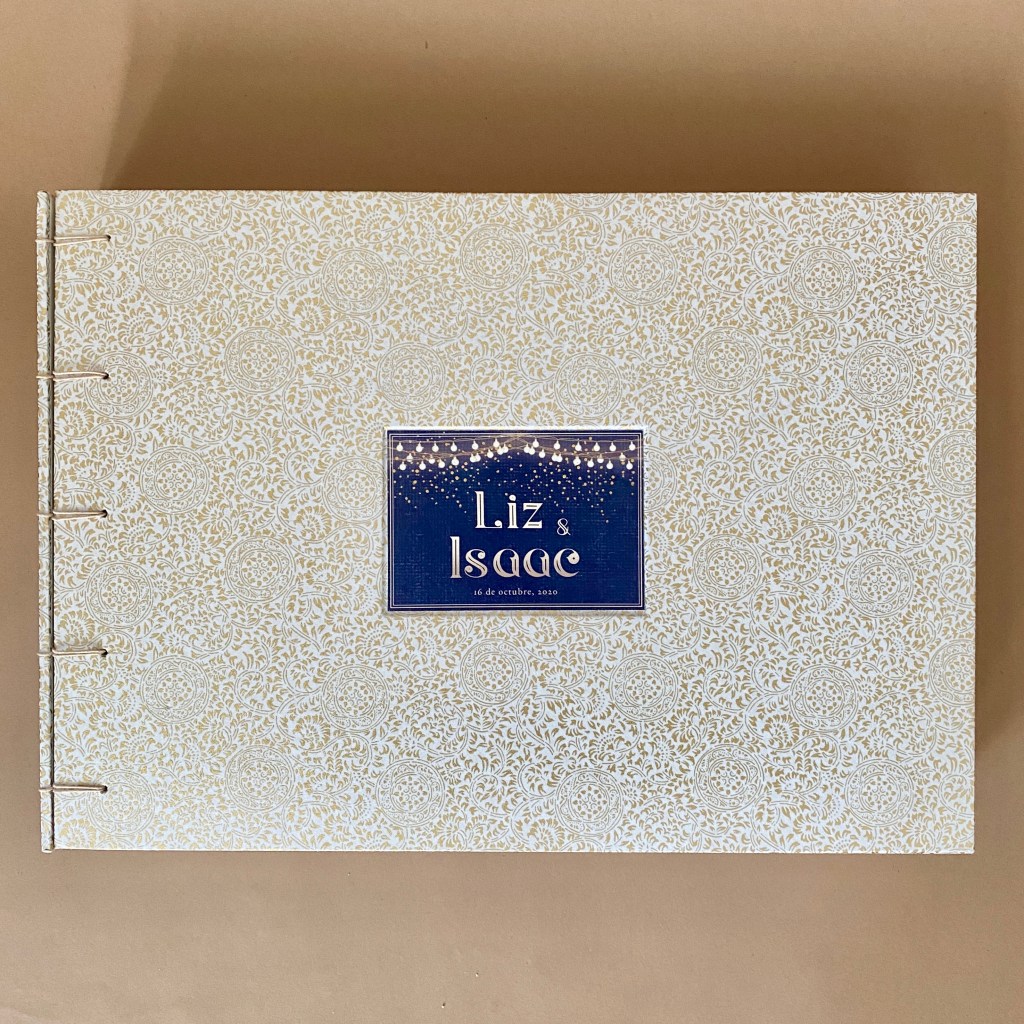 Liz &
Isaac
16 de octubre, 2020